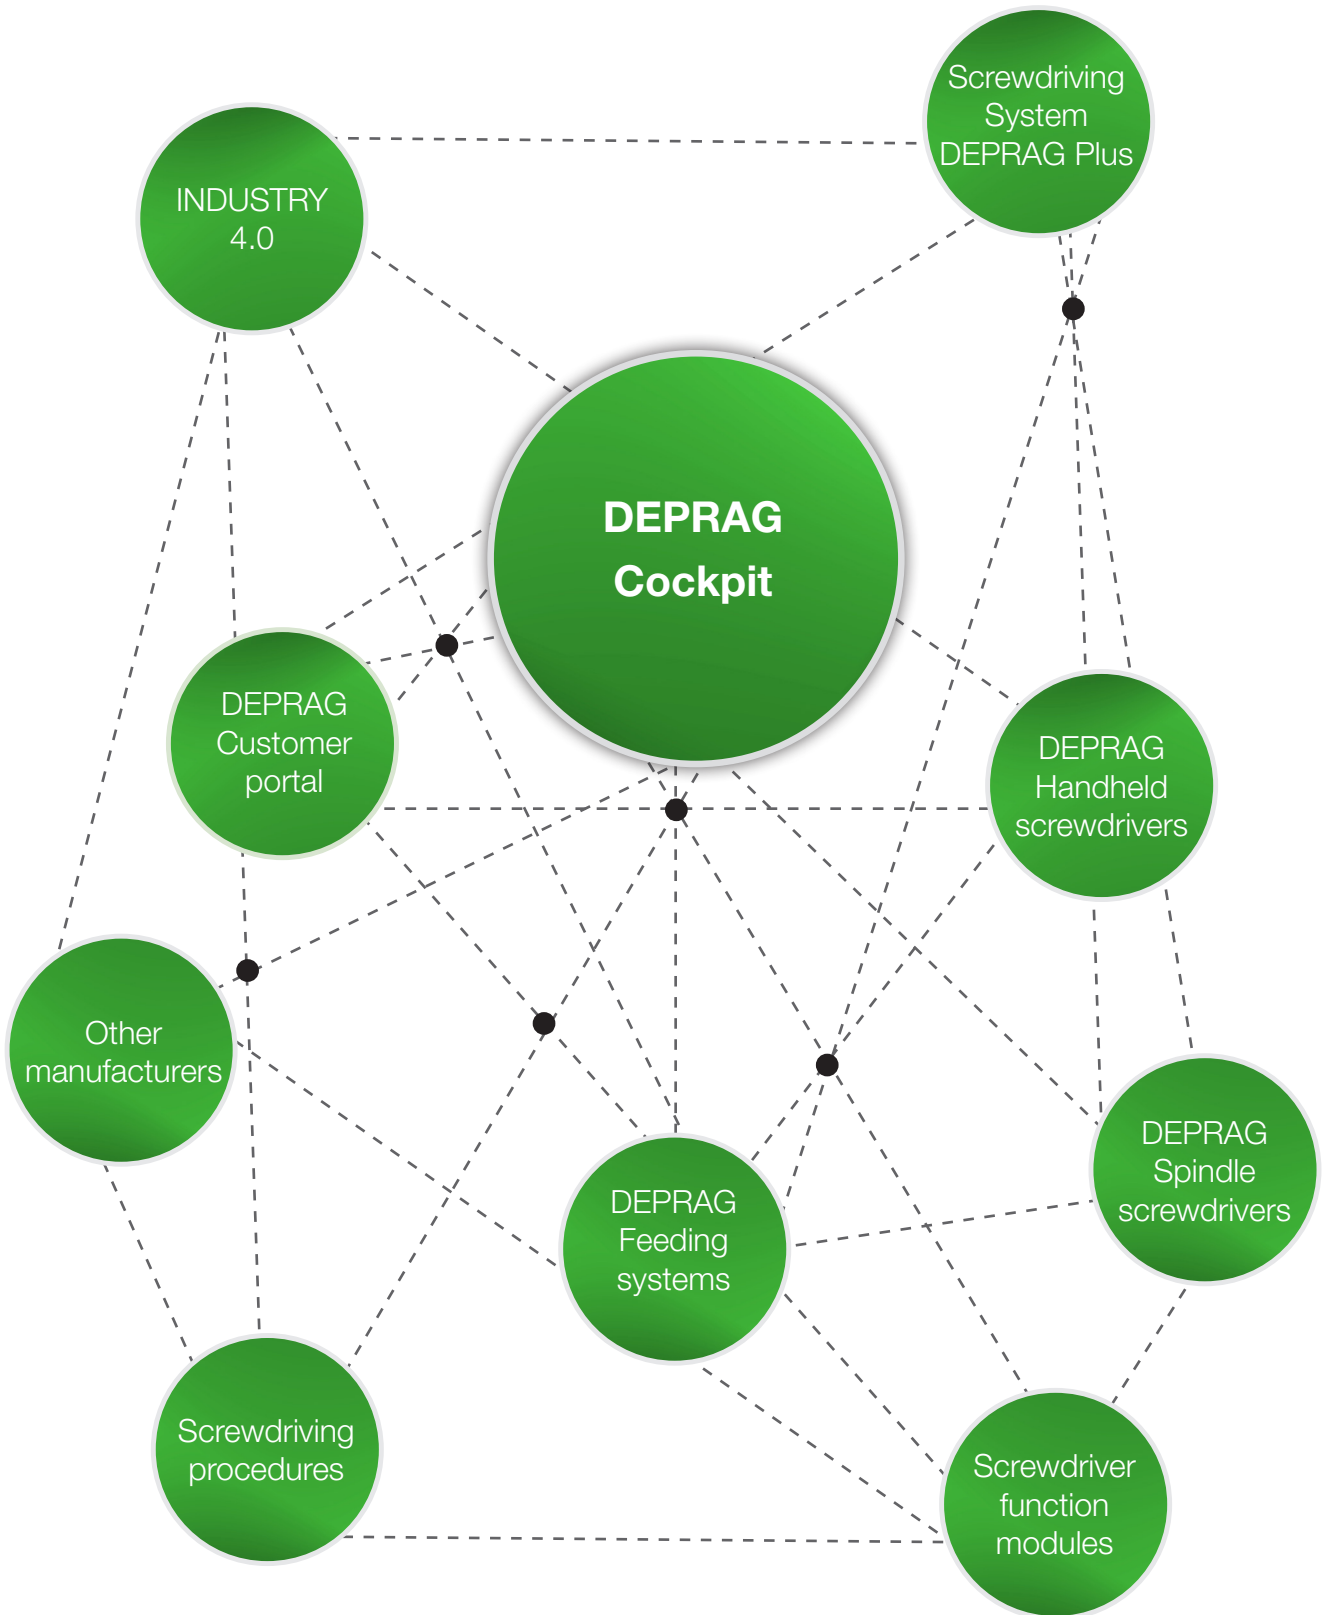 Screwdriving
System
DEPRAG Plus
INDUSTRY
4.0
DEPRAG
Cockpit
DEPRAG
Customer
portal
DEPRAG
Handheld
screwdrivers
Other
manufacturers
DEPRAG
Spindle
screwdrivers
DEPRAG
Feeding
systems
Screwdriving
procedures
Screwdriver
function
modules